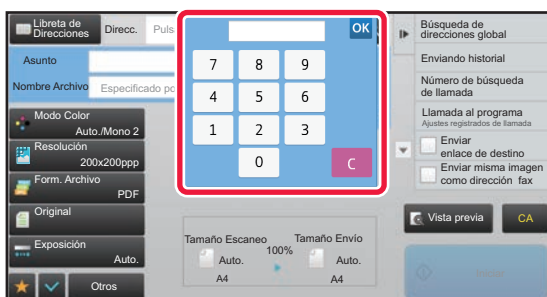 Libreta de
Direcciones
Direcc.
Puls
Asunto
Nombre Archivo
Especificado po
Modo Color
Auto./Mono 2
Resolución
200x200ppp
Form. Archivo
PDF
Original
Exposición
Auto.
Otros
OK
7 8 9
4 5 6
1 2 3
0 C
Tamaño Escaneo
100%
Tamaño Envío
Auto.
Auto.
A4
A4
Búsqueda de
direcciones global
Enviando historial
Número de búsqueda
de llamada
Llamada al programa
Ajustes registrados de llamada
Enviar
enlace de destino
Enviar misma imagen
como dirección fax
Vista previa
CA